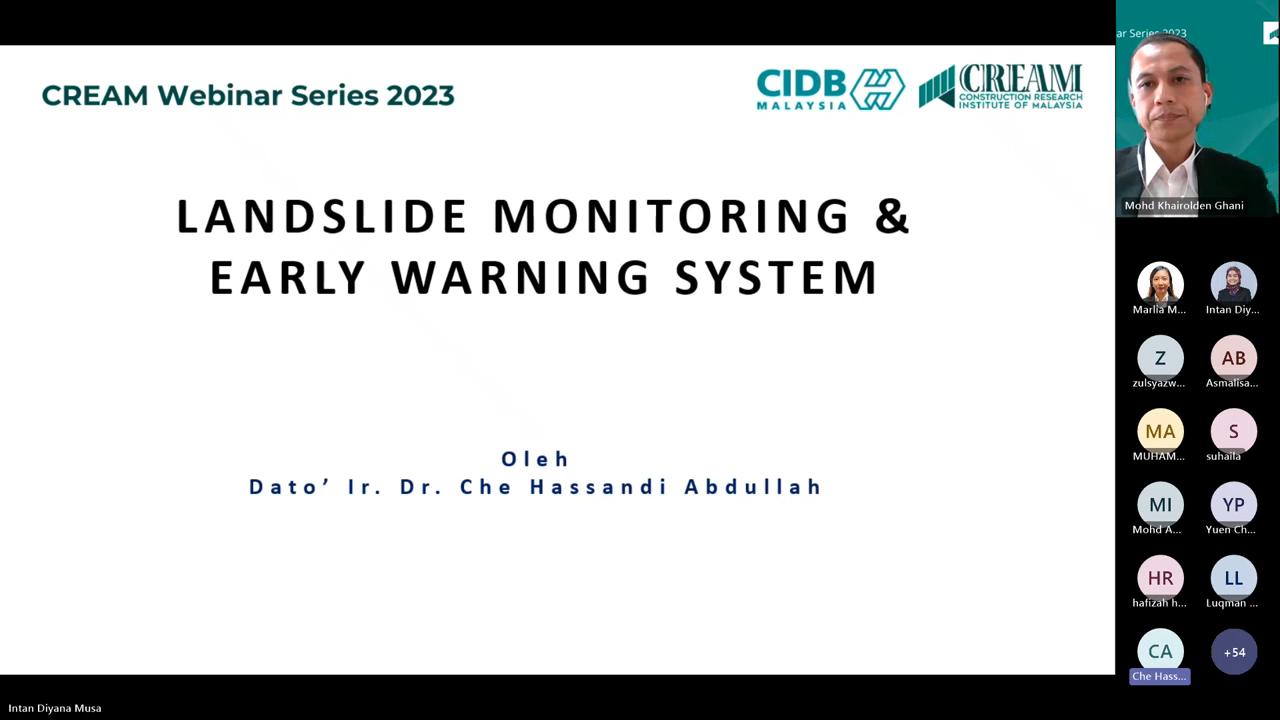 CREAM Webinar Series 2023
CIDB
MALAYSIA
CREAM
CONSTRUCTION RESEARCH
INSTITUTE OF MALAYSIA
LANDSLIDE MONITORING &
EARLY WARNING SYSTEM
Oleh
Dato’ Ir. Dr. Che Hassandi Abdullah
ar Series 2023
Mohd Khairolden Ghani
Marlia M...
Intan Diy...
Z
zulsyazw...
AB
Asmalisa...
MA
MUHAM...
S
suhaila
MI
Mohd A...
YP
Yuen Ch...
HR
hafizah h...
LL
Luqman ...
CA
Che Hass...
+54
Intan Diyana Musa